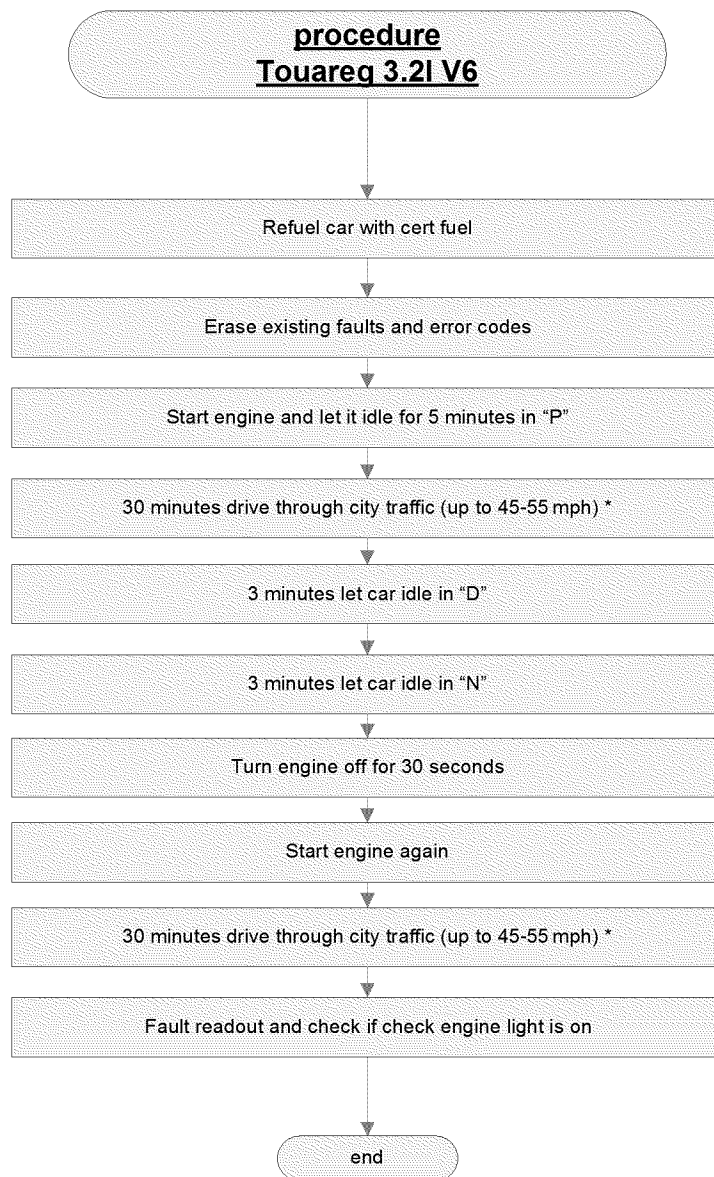 procedure
Touareg 3.2l V6
Refuel car with cert fuel
Erase existing faults and error codes
Start engine and let it idle for 5 minutes in “P”
30 minutes drive through city traffic (up to 45-55 mph) *
3 minutes let car idle in “D”
3 minutes let car idle in “N”
Turn engine off for 30 seconds
Start engine again
30 minutes drive through city traffic (up to 45-55 mph) *
Fault readout and check if check engine light is on
end